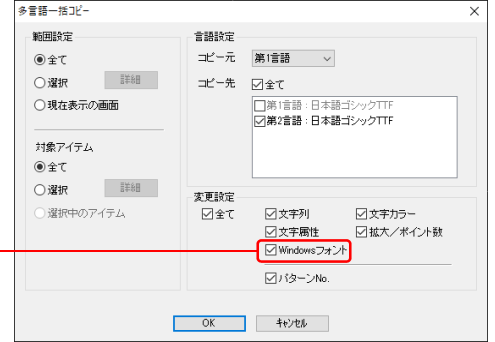 多言語一括コピー
範囲設定
全て
選択
詳細
現在表示の画面
対象アイテム
全て
選択
詳細
選択中のアイテム
言語設定
コピー元
第1言語
コピー先
全て
第1言語：日本語ゴシックTTF
第2言語：日本語ゴシックTTF
変更設定
全て
文字列
文字カラー
文字属性
拡大／ポイント数
Windowsフォント
パターンNo.
OK
キャンセル